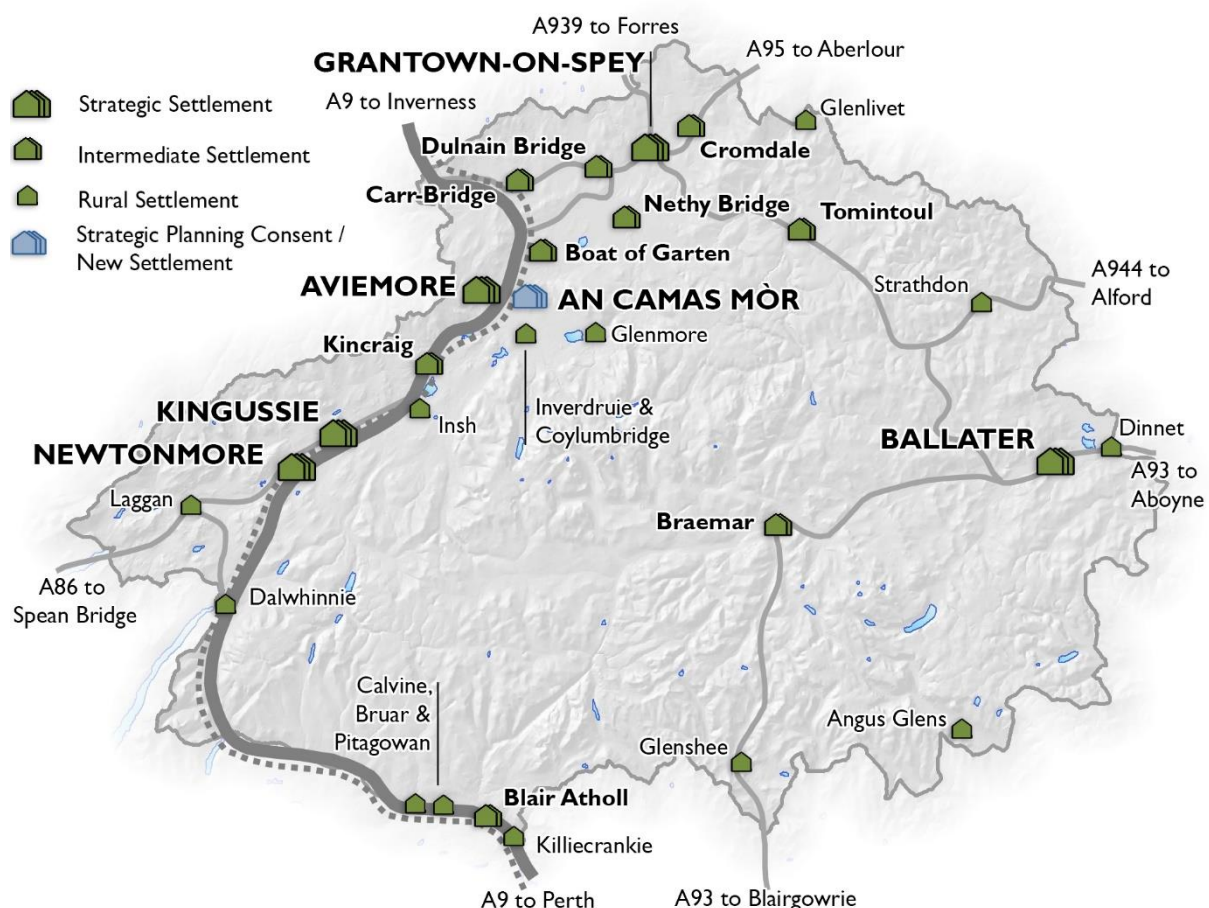 A939 to Forres
GRANTOWN-ON-SPEY
A95 to Aberlour
A9 to Inverness
Strategic Settlement
Intermediate Settlement
Rural Settlement
Strategic Planning Consent /
New Settlement
Glenlivet
Dulnain Bridge
Cromdale
Carr-Bridge
Nethy Bridge
Tomintoul
Boat of Garten
AVIEMORE
AN CAMAS MÒR
Strathdon
A944 to
Alford
Glenmore
Kincraig
Inverdruie &
Coylumbridge
Insh
KINGUSSIE
NEWTONMORE
BALLATER
Dinnet
A93 to
Aboyne
Laggan
Braemar
A86 to
Spean Bridge
Dalwhinnie
Calvine,
Bruar &
Pitagowan
Angus Glens
Glenshee
Blair Atholl
Killiecrankie
A9 to Perth
A93 to Blairgowrie